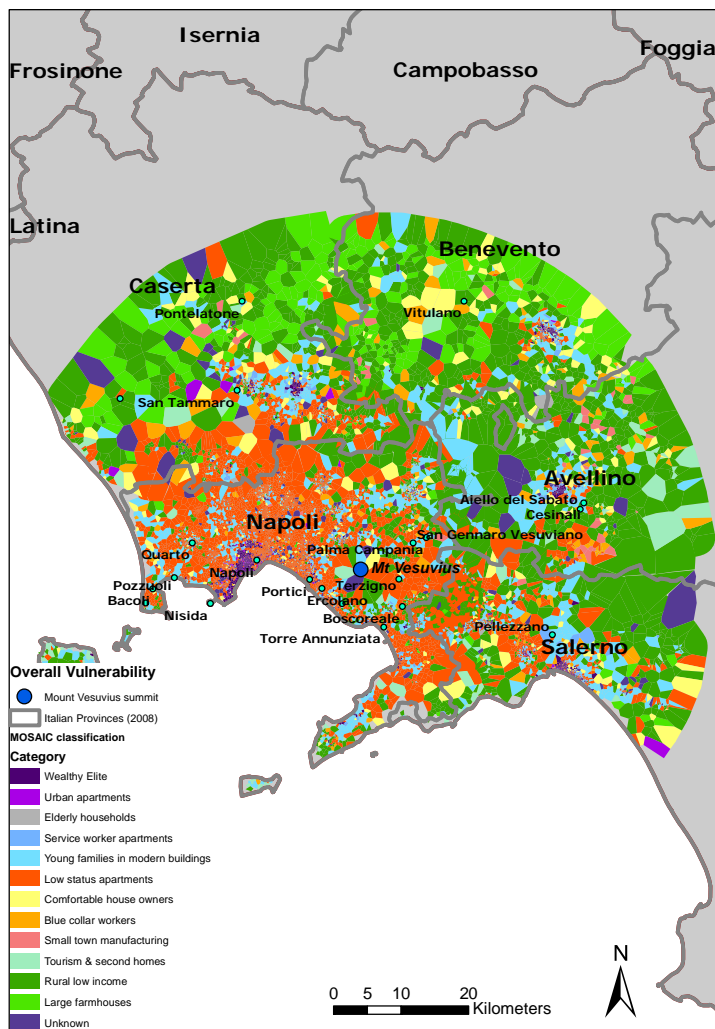 Isernia
Foggia
Frosinone
Campobasso
Latina
Benevento
Caserta
Pontelatone
Vitulano
San Tammaro
Avellino
Aiello del Sabato
Cesinali
Napoli
San Gennaro Vesuviano
Palma Campania
Quarto
Mt Vesuvius
Napoli
Pozzuoli
Portici
Terzigno
Bacoli
Ercolano
Nisida
Boscoreale
Pellezzano
Torre Annunziata
Salerno
Overall Vulnerability
Mount Vesuvius summit
Italian Provinces (2008)
MOSAIC classification
Category
Wealthy Elite
Urban apartments
Elderly households
Service worker apartments
Young families in modern buildings
Low status apartments
Comfortable house owners
Blue collar workers
Small town manufacturing
Tourism & second homes
Rural low income
Large farmhouses
Unknown
N
0 5 10 20
Kilometers